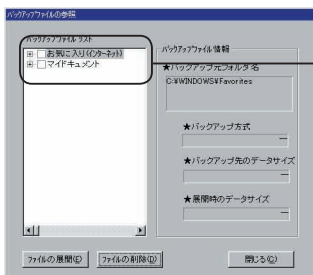 バックアップファイルの参照
バックアップファイル リスト
お気に入り(インターネット)
マイドキュメント
バックアップファイル情報
★バックアップ元フォルダ名
C:¥WINDOWS¥Favorites
★バックアップ方式
―
★バックアップ先のデータサイズ
―
★展開時のデータサイズ
―
ファイルの展開(E) ファイルの削除(D) 閉じる(C)